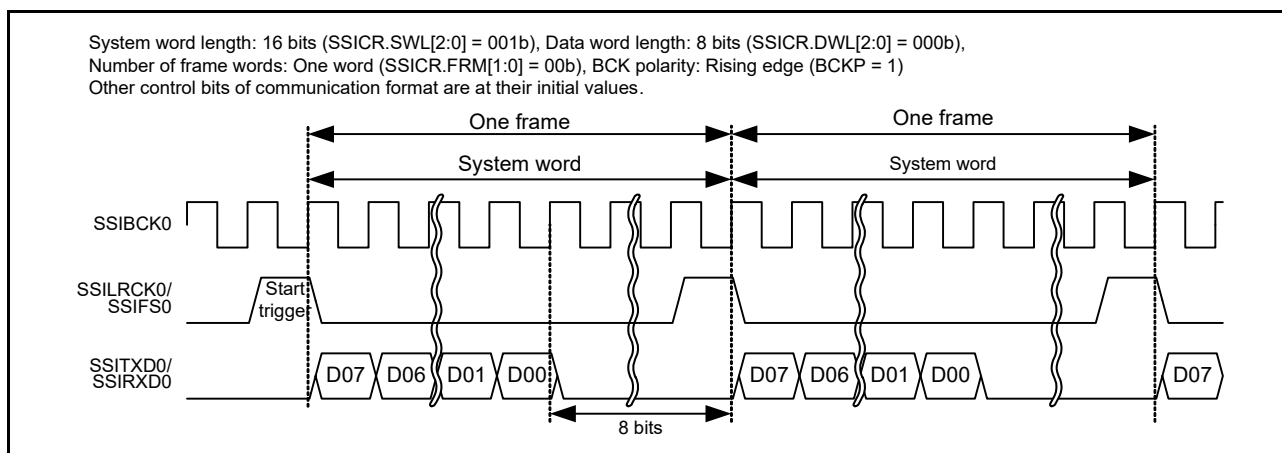 System word length: 16 bits (SSICR.SWL[2:0] = 001b), Data word length: 8 bits (SSICR.DWL[2:0] = 000b),
Number of frame words: One word (SSICR.FRM[1:0] = 00b), BCK polarity: Rising edge (BCKP = 1)
Other control bits of communication format are at their initial values.
One frame One frame
System word System word
SSIBCK0
SSILRCK0/
SSIFS0
Start
trigger
SSITXD0/
SSIRXD0
D07 D06 D01 D00 D07 D06 D01 D00 D07
8 bits